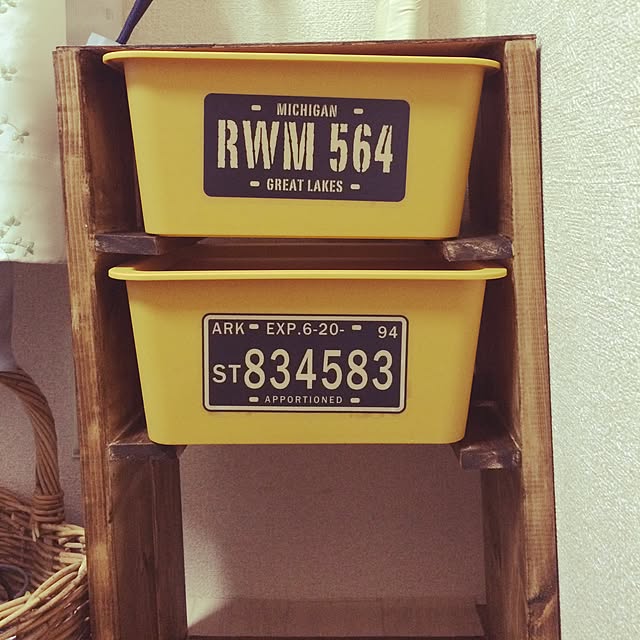 MICHIGAN
RWM 564
GREAT LAKES
ARK EXP.6-20- 94
ST834583
APPORTIONED